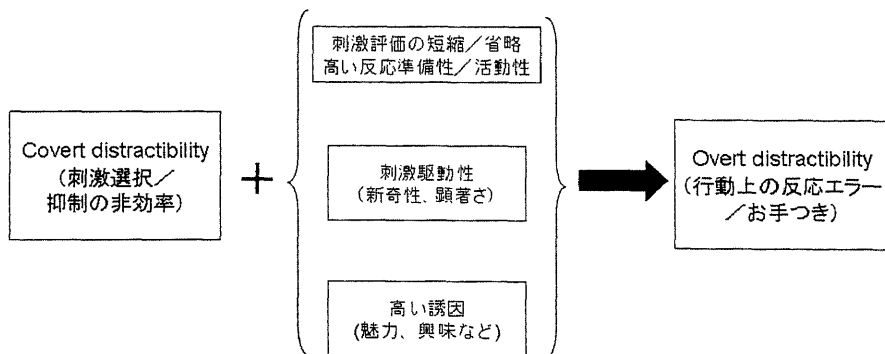 Covert distractibility
(刺激選択／
抑制の非効率)
＋
刺激評価の短縮／省略
高い反応準備性／活動性
刺激駆動性
(新奇性、顕著さ)
高い誘因
(魅力、興味など)
Overt distractibility
(行動上の反応エラー
／お手つき)